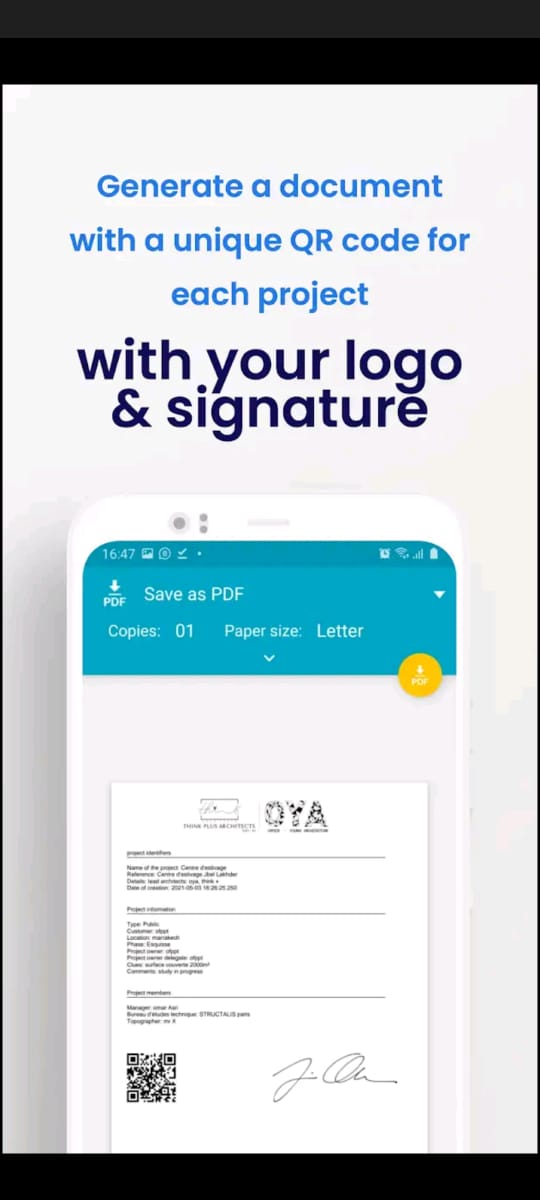 Generate a document
with a unique QR code for
each project
with your logo
& signature
16:47
PDF
Save as PDF
Copies: 01 Paper size: Letter
PDF
THINK PLUS ARCHITECTS
OYA
project identifiers
Name of the project: Centre d'estivage
Reference: Centre d'estivage Jbel Lakhder
Details: lead architects: oya, think +
Date of creation: 2021-05-03 16:26:25.250
Project information
Type: Public
Customer: ofppt
Location: marrakech
Phase: Esquisse
Project owner: ofppt
Project owner delegate: ofppt
Clues: surface couverte 2000m²
Comments: study in progress
Project members
Manager: omar Asri
Bureau d'études technique: STRUCTALIS paris
Topographer: mr X